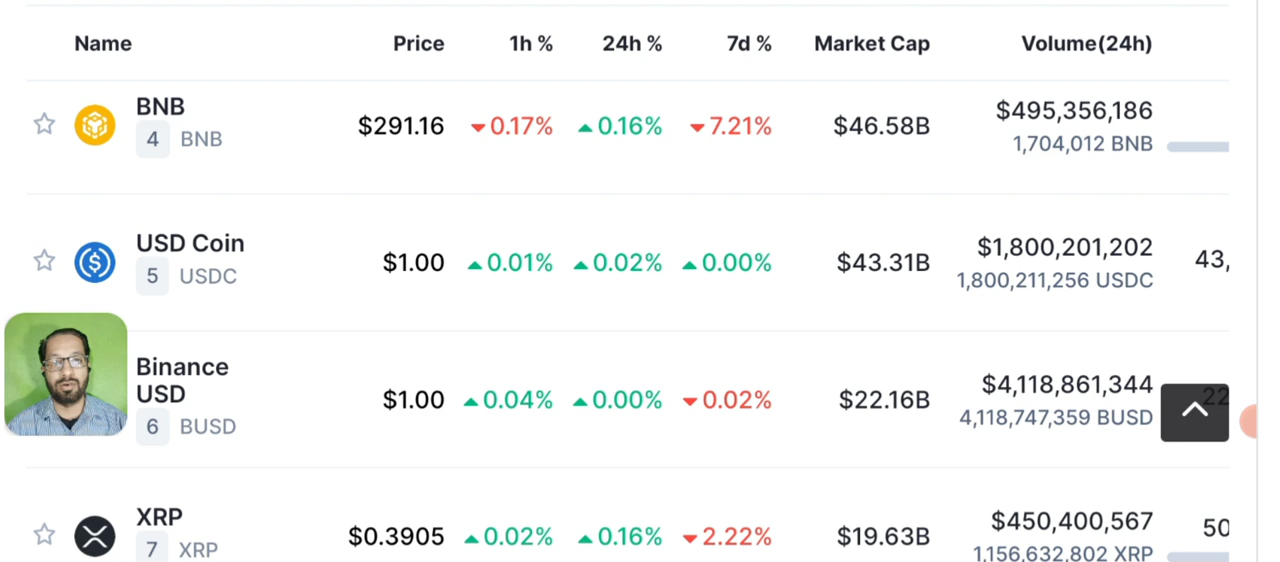 Name Price 1h % 24h % 7d % Market Cap Volume(24h)
BNB
4 BNB
$291.16 0.17% 0.16% 7.21% $46.58B
$495,356,186
1,704,012 BNB
USD Coin
5 USDC
$1.00 0.01% 0.02% 0.00% $43.31B
$1,800,201,202
1,800,211,256 USDC
43,
Binance
USD
6 BUSD
$1.00 0.04% 0.00% 0.02% $22.16B
$4,118,861,344
4,118,747,359 BUSD
22
XRP
7 XRP
$0.3905 0.02% 0.16% 2.22% $19.63B
$450,400,567
1,156,632,802 XRP
50